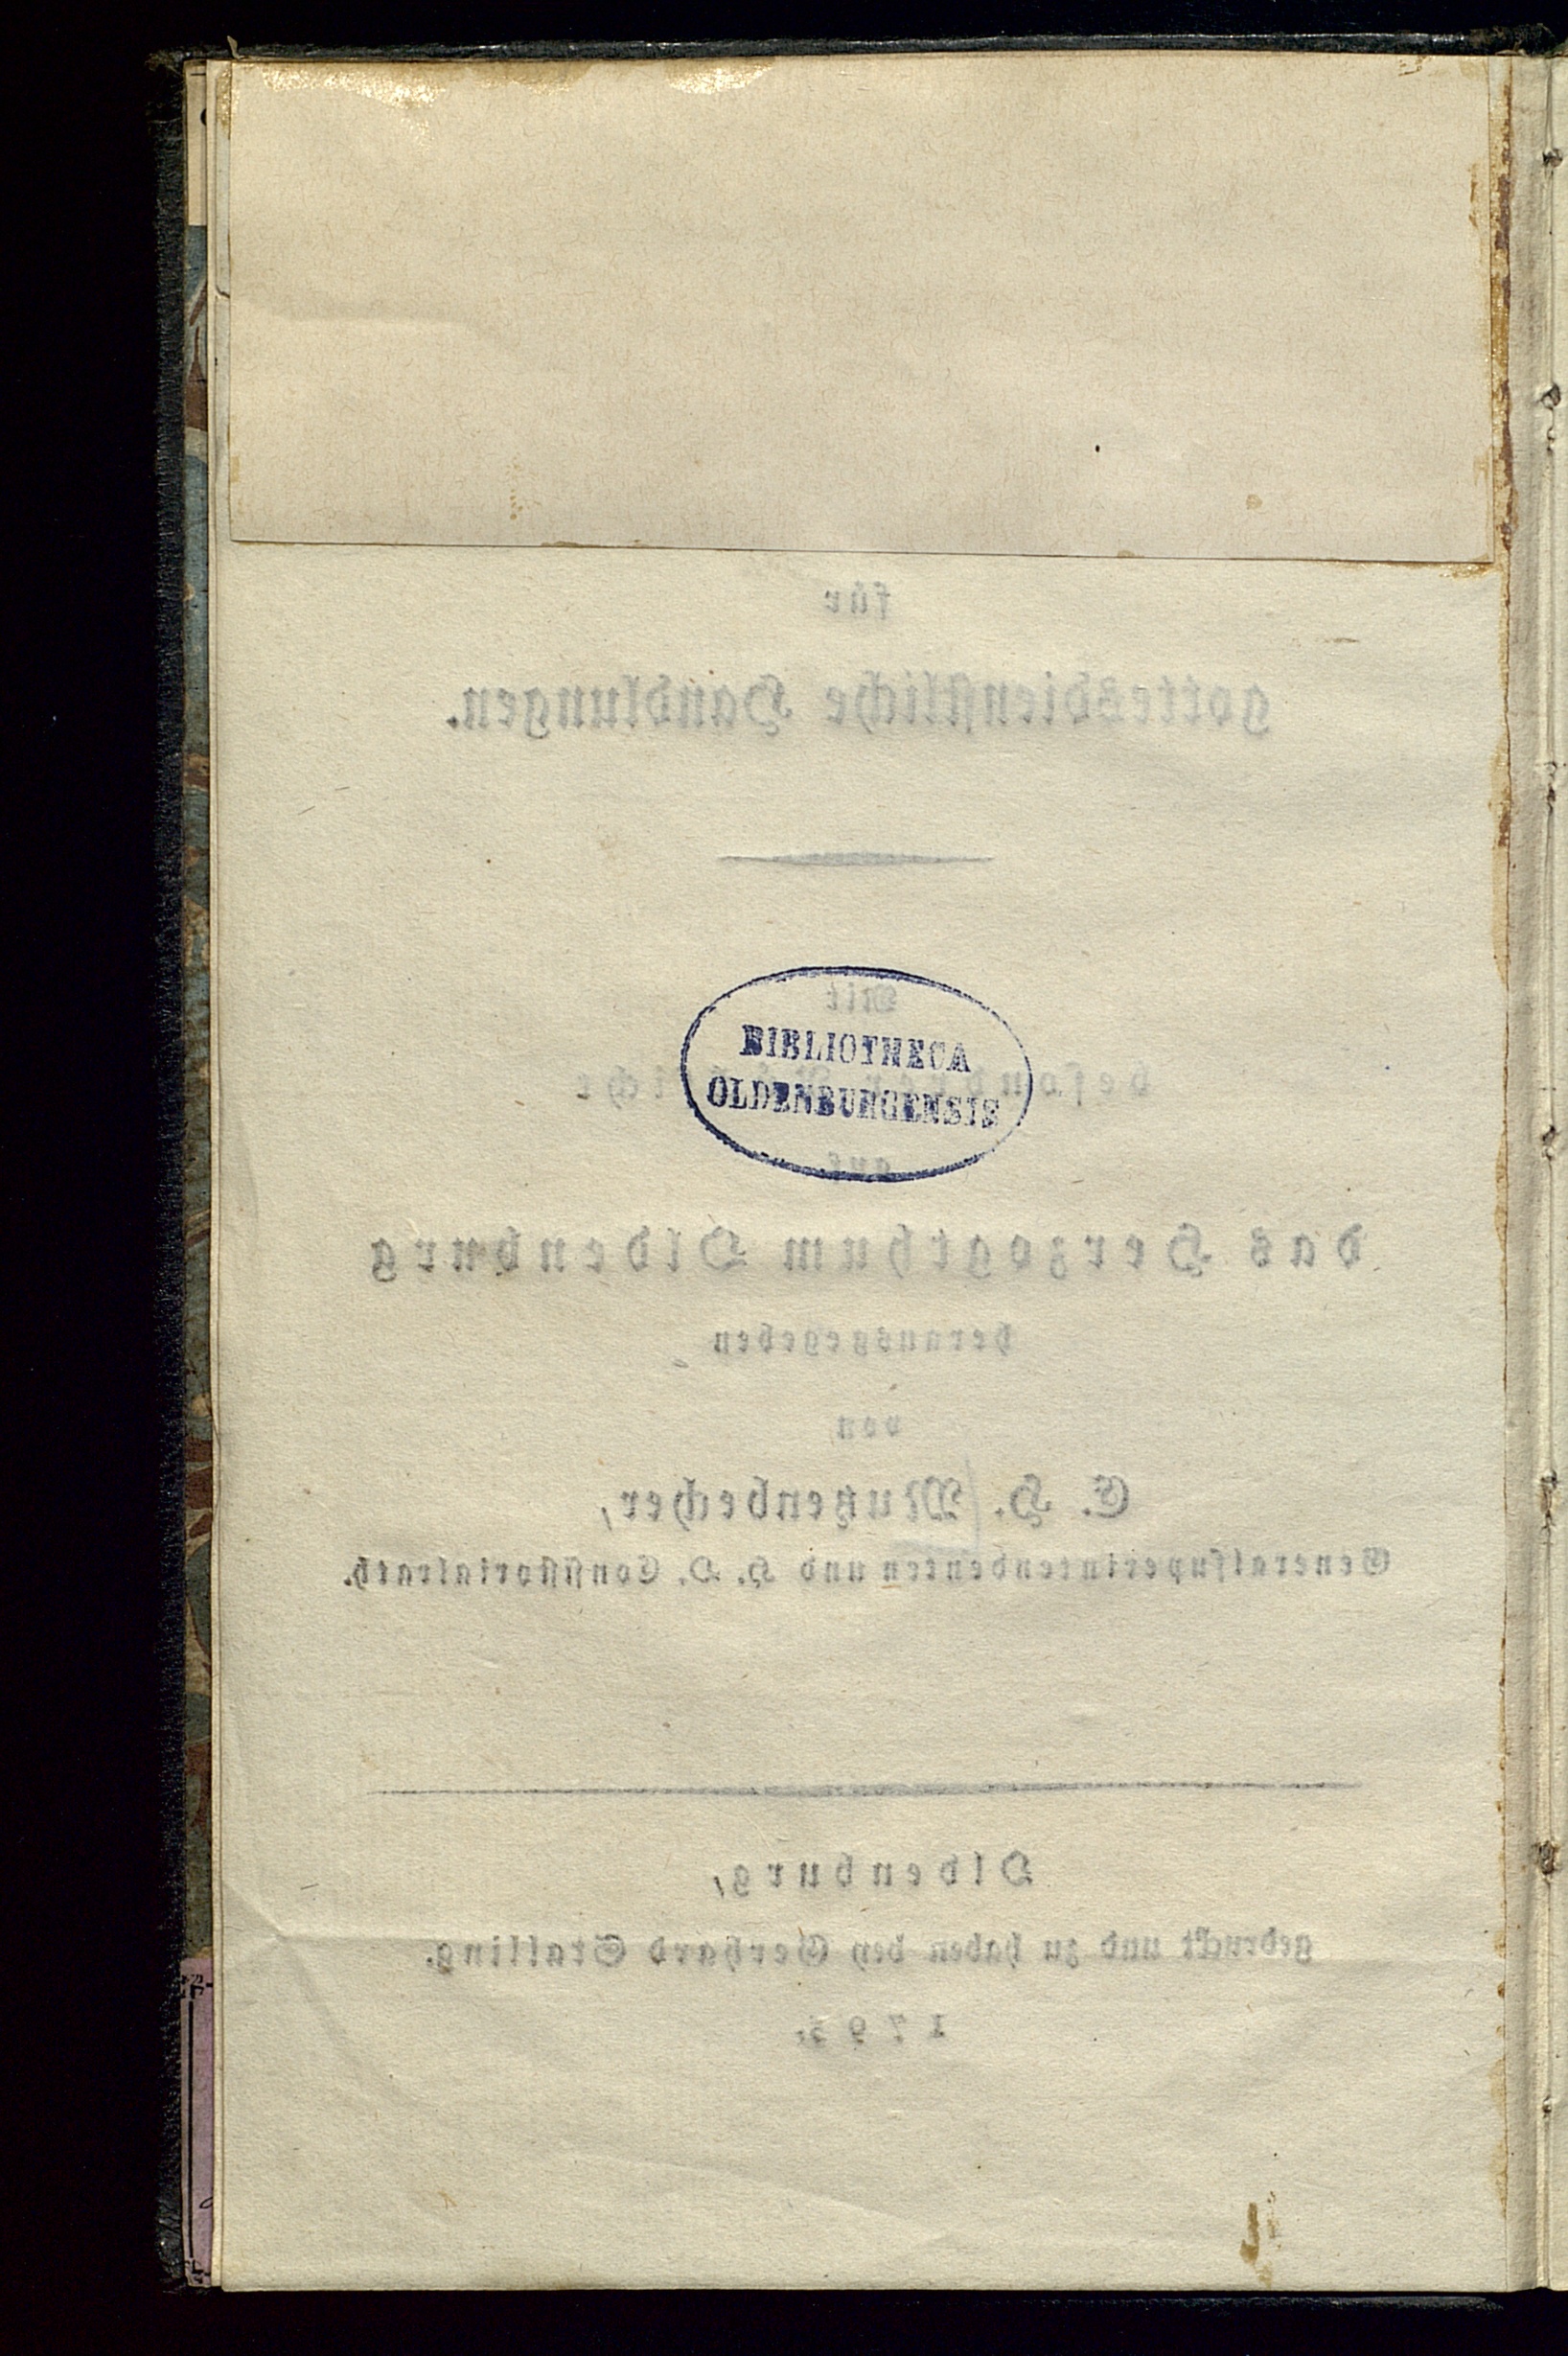 für
gottesdienstliche Handlungen.
Mit
BIBLIOTHECA
OLDENBURGENSIS
auf
das Herzogthum Oldenburg
herausgegeben
von
E. H. Mutzenbecher,
Generalsuperintendenten und H. O. Consistorialrath.
Oldenburg,
gedruckt und zu haben bey Gerhard Stalling.
1795.